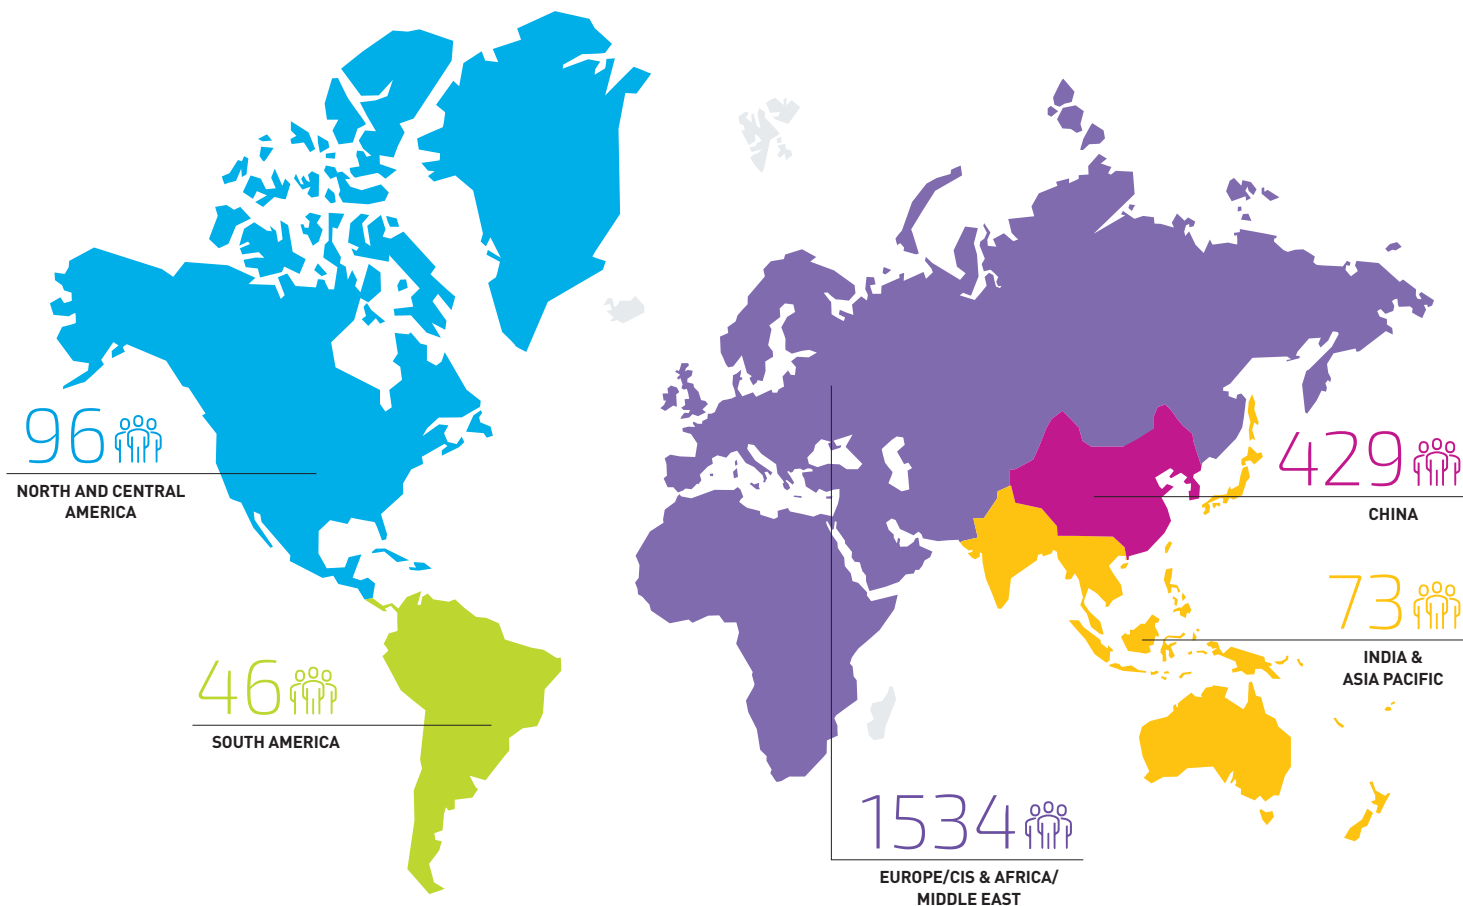 96
NORTH AND CENTRAL
AMERICA
429
CHINA
73
INDIA &
ASIA PACIFIC
46
SOUTH AMERICA
1534
EUROPE/CIS & AFRICA/
MIDDLE EAST